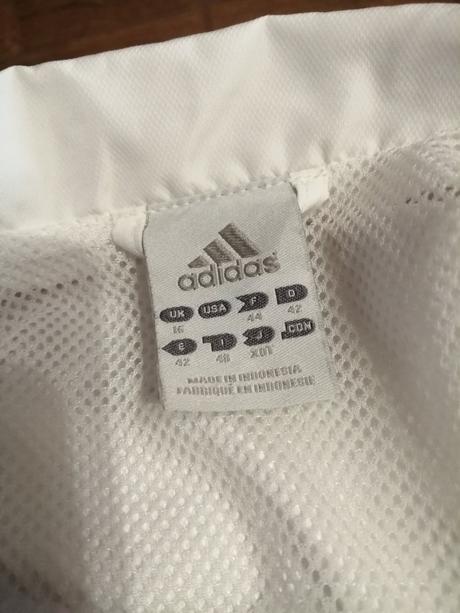 adidas
UK USA F D
16 44 42
E I J CDN
42 48 XOT
MADE IN INDONESIA
FABRIQUÉ EN INDONESIE